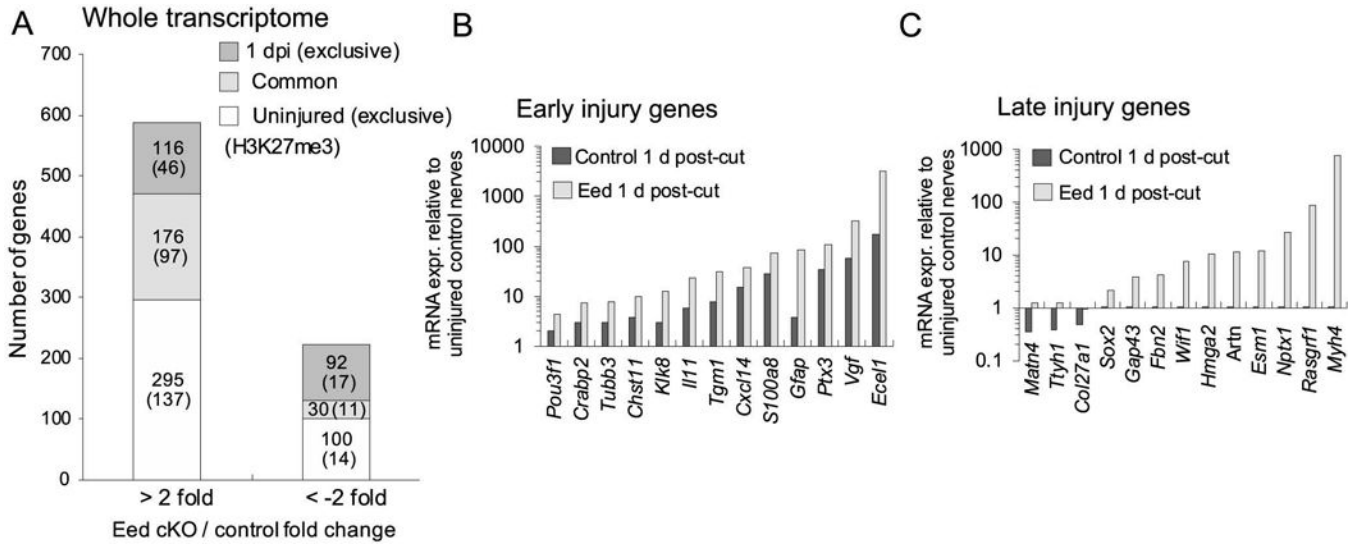 A
Whole transcriptome
1 dpi (exclusive)
Common
Uninjured (exclusive)
(H3K27me3)
Number of genes
700
600
500
400
300
200
100
0
116
(46)
176
(97)
295
(137)
92
(17)
30(11)
100
(14)
> 2 fold
< -2 fold
Eed cKO / control fold change
B
Early injury genes
Control 1 d post-cut
Eed 1 d post-cut
mRNA expr. relative to
uninjured control nerves
10000
1000
100
10
1
Pou3f1
Crabp2
Tubb3
Chst11
Klk8
Il11
Tgm1
Cxcl14
S100a8
Gfap
Ptx3
Vgf
Ecel1
C
Late injury genes
Control 1 d post-cut
Eed 1 d post-cut
mRNA expr. relative to
uninjured control nerves
1000
100
10
1
0.1
Matn4
Ttyh1
Col27a1
Sox2
Gap43
Fbn2
Wif1
Hmga2
Artn
Esm1
Nptx1
Rasgrf1
Myh4